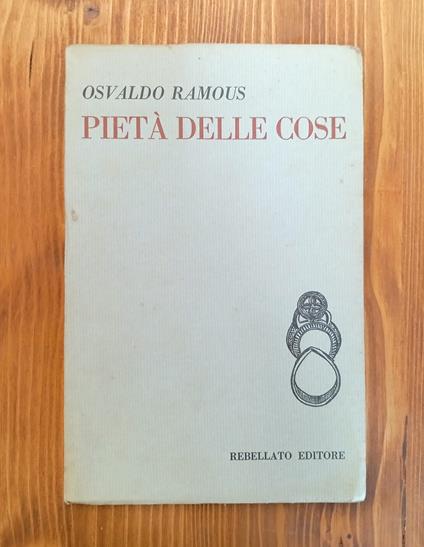 OSVALDO RAMOUS
PIETÀ DELLE COSE
REBELLATO EDITORE